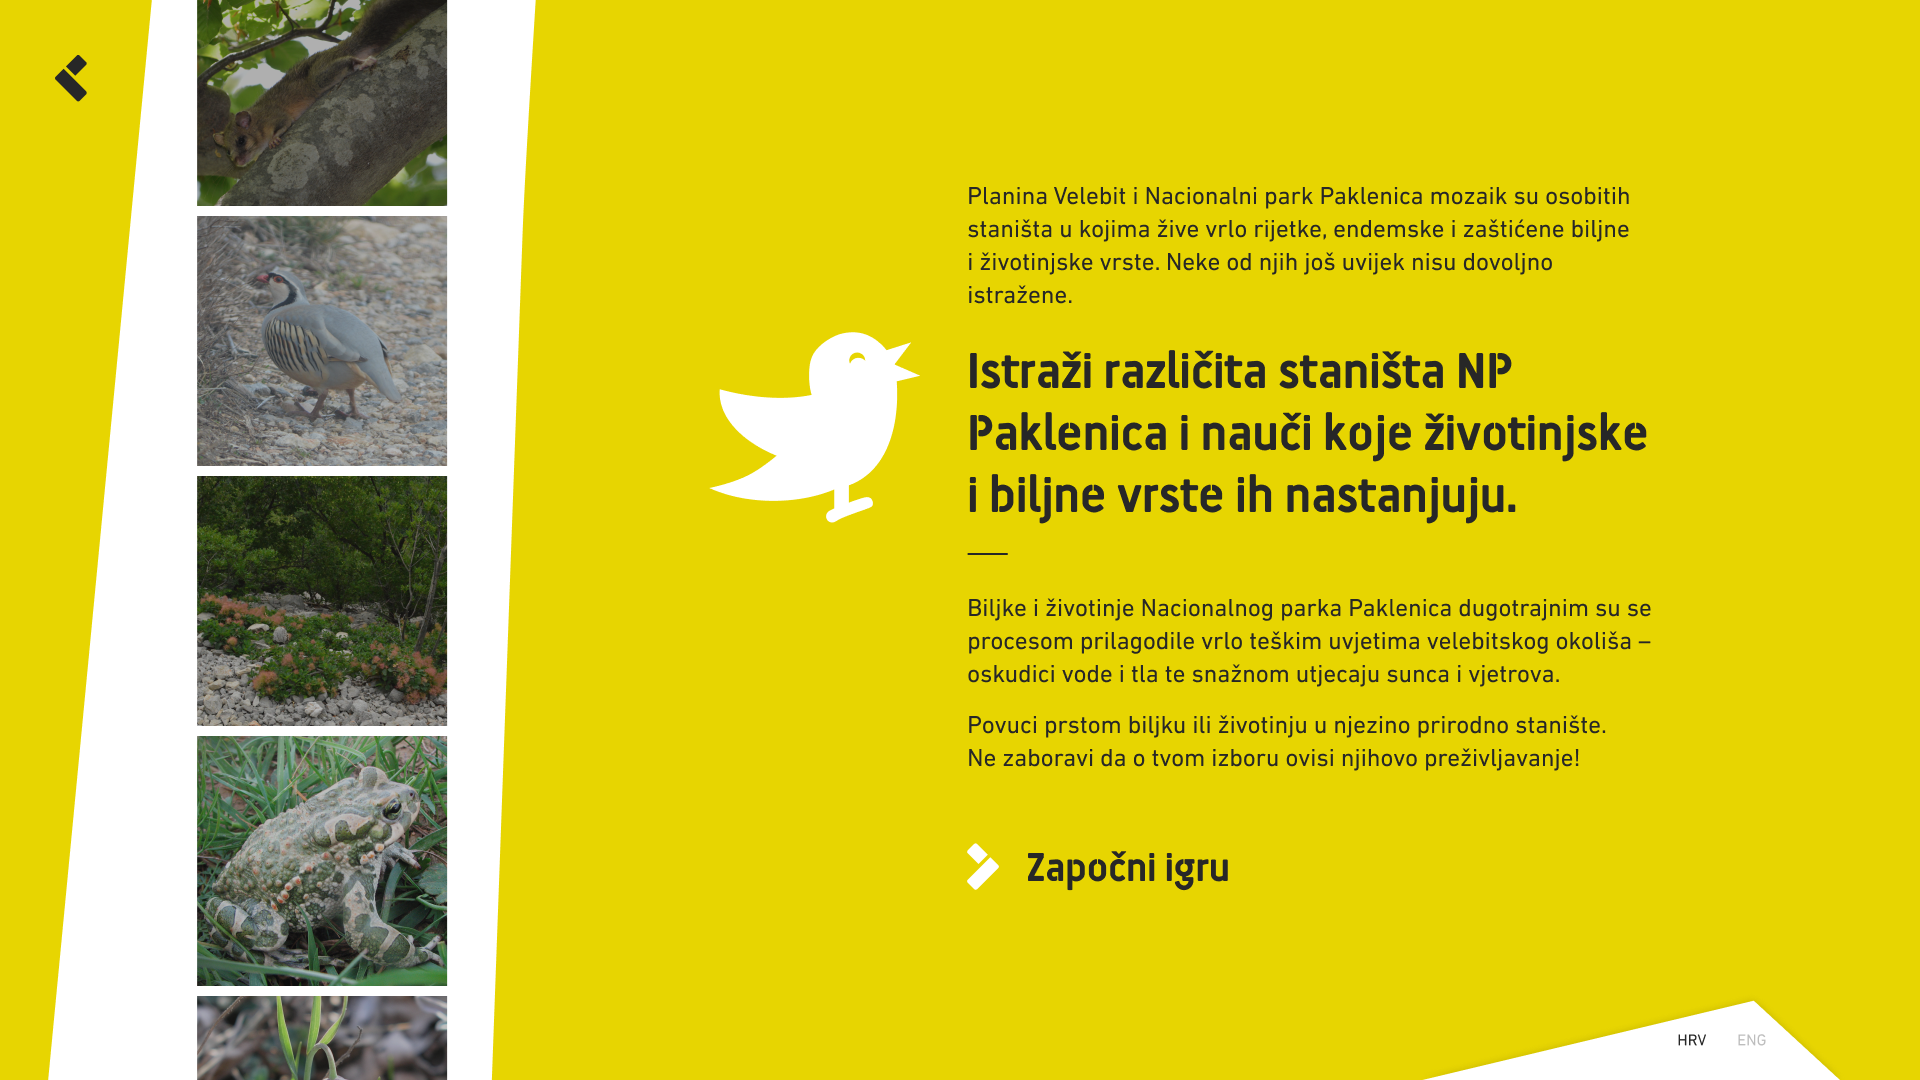 Planina Velebit i Nacionalni park Paklenica mozaik su osobitih
staništa u kojima žive vrlo rijetke, endemske i zaštićene biljne
i životinjske vrste. Neke od njih još uvijek nisu dovoljno
istražene.
Istraži različita staništa NP
Paklenica i nauči koje životinjske
i biljne vrste ih nastanjuju.
Biljke i životinje Nacionalnog parka Paklenica dugotrajnim su se
procesom prilagodile vrlo teškim uvjetima velebitskog okoliša –
oskudici vode i tla te snažnom utjecaju sunca i vjetrova.
Povuci prstom biljku ili životinju u njezino prirodno stanište.
Ne zaboravi da o tvom izboru ovisi njihovo preživljavanje!
Započni igru
HRV ENG